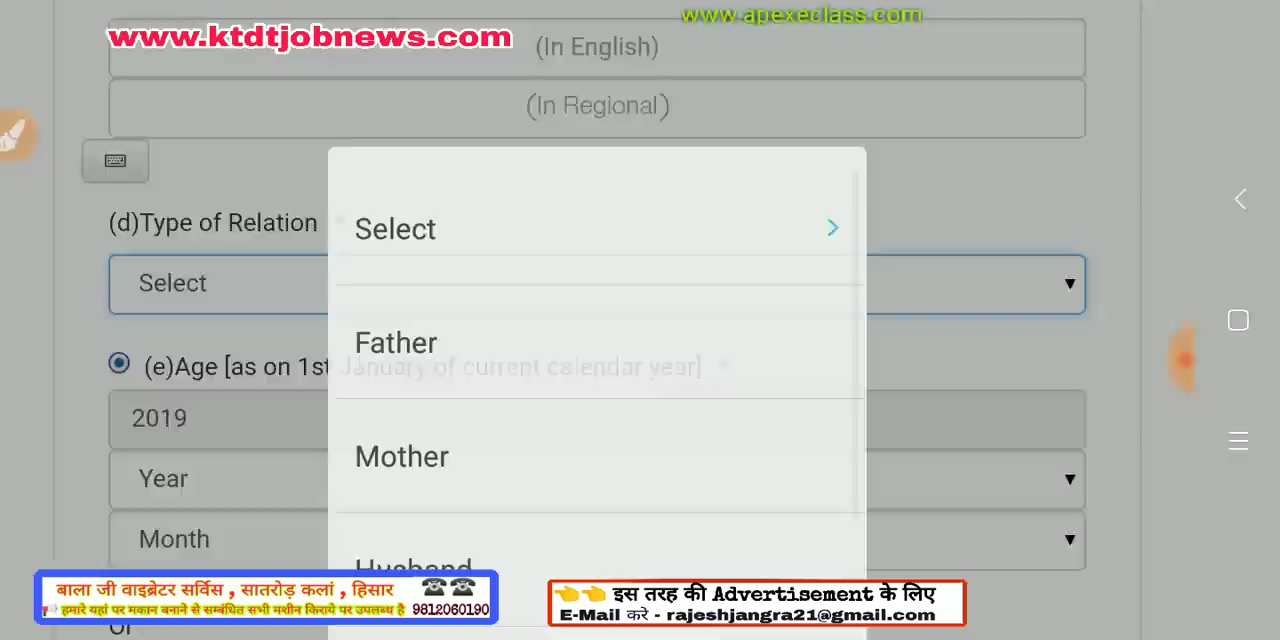 www.apexeclass.com
www.ktdtjobnews.com
(In English)
(In Regional)
(d)Type of Relation *
Select
Select
Father
(e)Age [as on 1st January of current calendar year] *
2019
Mother
Year
Month
Husband
बाला जी वाइब्रेटर सर्विस , सातरोड़ कलां , हिसार
हमारे यहां पर मकान बनाने से सम्बंधित सभी मशीन किराये पर उपलब्ध है 9812060190
इस तरह की Advertisement के लिए
E-Mail करे - rajeshjangra21@gmail.com
Or